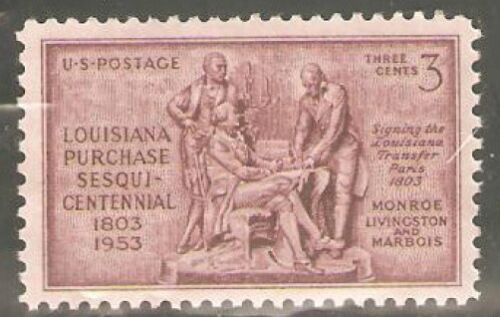 U·S·POSTAGE
THREE
CENTS 3
LOUISIANA
PURCHASE
SESQUI-
CENTENNIAL
1803
1953
Signing the
Louisiana
Transfer
Paris
1803
MONROE
LIVINGSTON
AND
MARBOIS